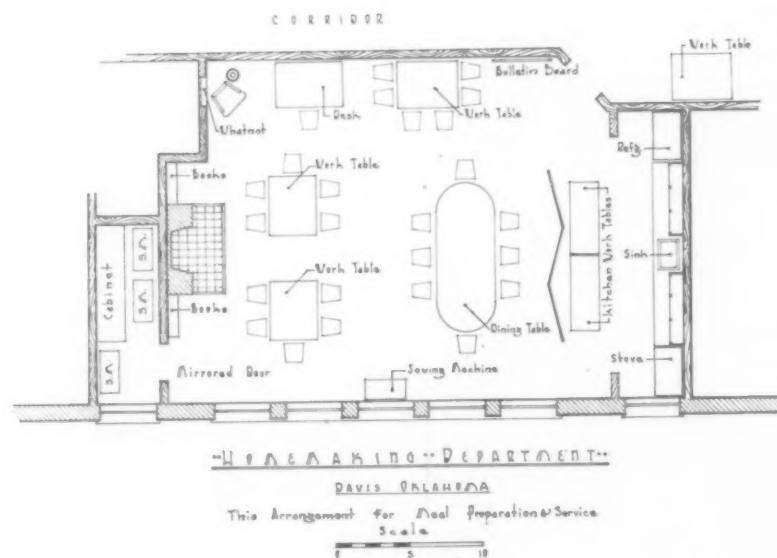 CORRIDOR
Work Table
Bulletin Board
Whatnot
Desk
Work Table
Refg.
Books
Work Table
S.M.
Cabinet
S.M.
Work Table
Kitchen Work Tables
Sink
Books
Dining Table
S.M.
Mirrored Door
Sewing Machine
Stove
HOMEMAKING DEPARTMENT
DAVIS OKLAHOMA
This Arrangement For Meal Preparation & Service
Scale
0 5 10